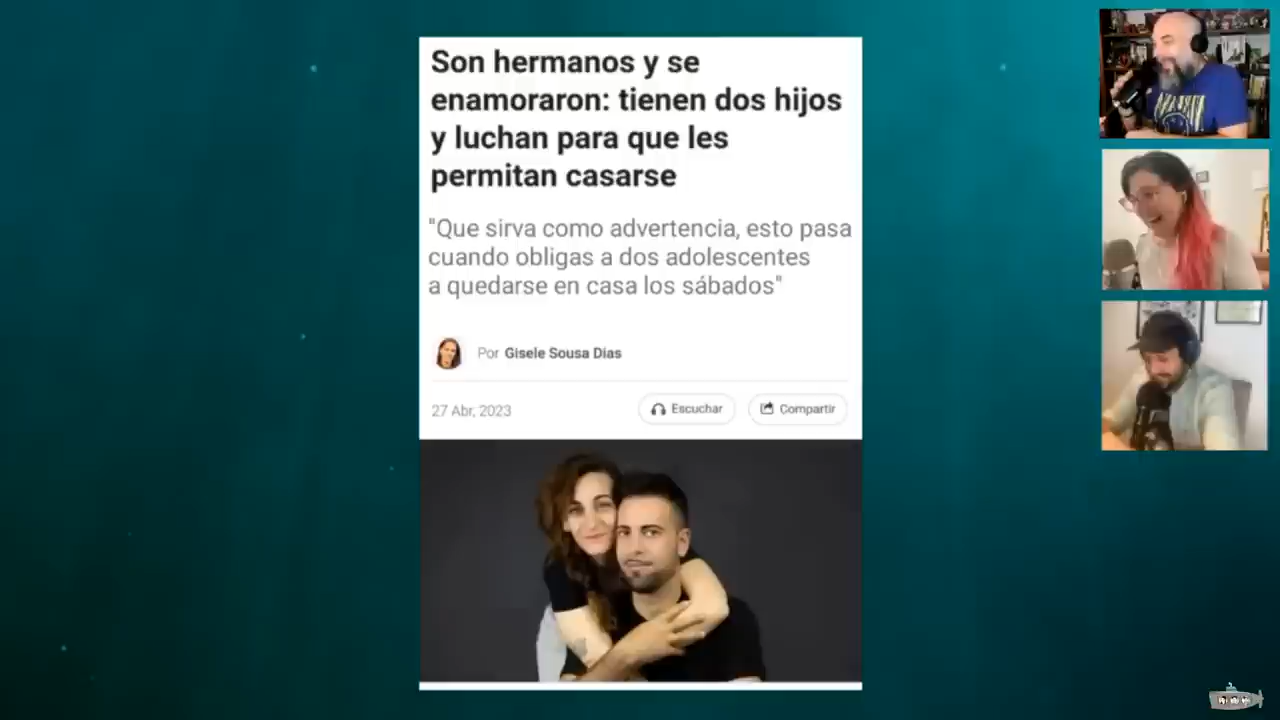 Son hermanos y se
enamoraron: tienen dos hijos
y luchan para que les
permitan casarse
"Que sirva como advertencia, esto pasa
cuando obligas a dos adolescentes
a quedarse en casa los sábados"
Por Gisele Sousa Dias
27 Abr, 2023
Escuchar
Compartir